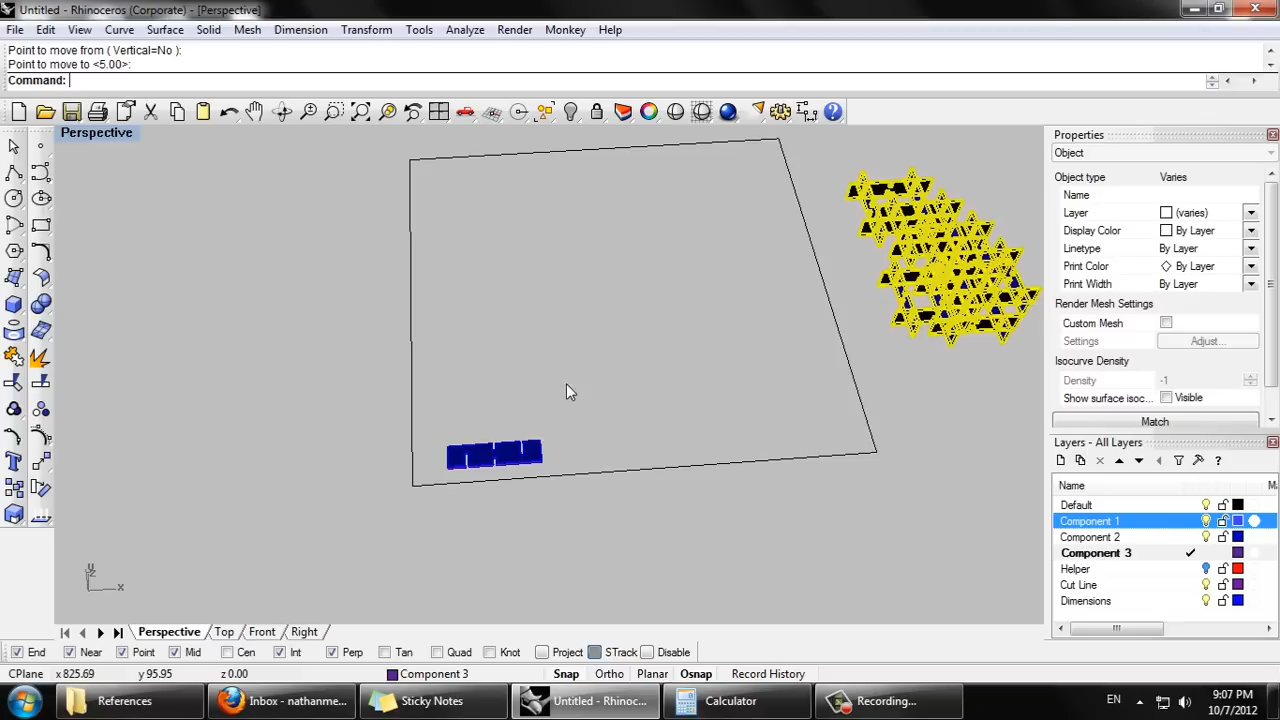 Untitled - Rhinoceros (Corporate) - [Perspective]
File Edit View Curve Surface Solid Mesh Dimension Transform Tools Analyze Render Monkey Help
Point to move from ( Vertical=No ):
Point to move to <5.00>:
Command:
Perspective
Properties
Object
Object type Varies
Name
Layer (varies)
Display Color By Layer
Linetype By Layer
Print Color By Layer
Print Width By Layer
Render Mesh Settings
Custom Mesh
Settings Adjust...
Isocurve Density
Density -1
Show surface isoc... Visible
Match
Layers - All Layers
Name M
Default
Component 1
Component 2
Component 3
Helper
Cut Line
Dimensions
z x
Perspective Top Front Right
End Near Point Mid Cen Int Perp Tan Quad Knot Project STrack Disable
CPlane x 825.69 y 95.95 z 0.00 Component 3 Snap Ortho Planar Osnap Record History
References Inbox - nathanme... Sticky Notes Untitled - Rhinoc... Calculator Recording... EN 9:07 PM
10/7/2012